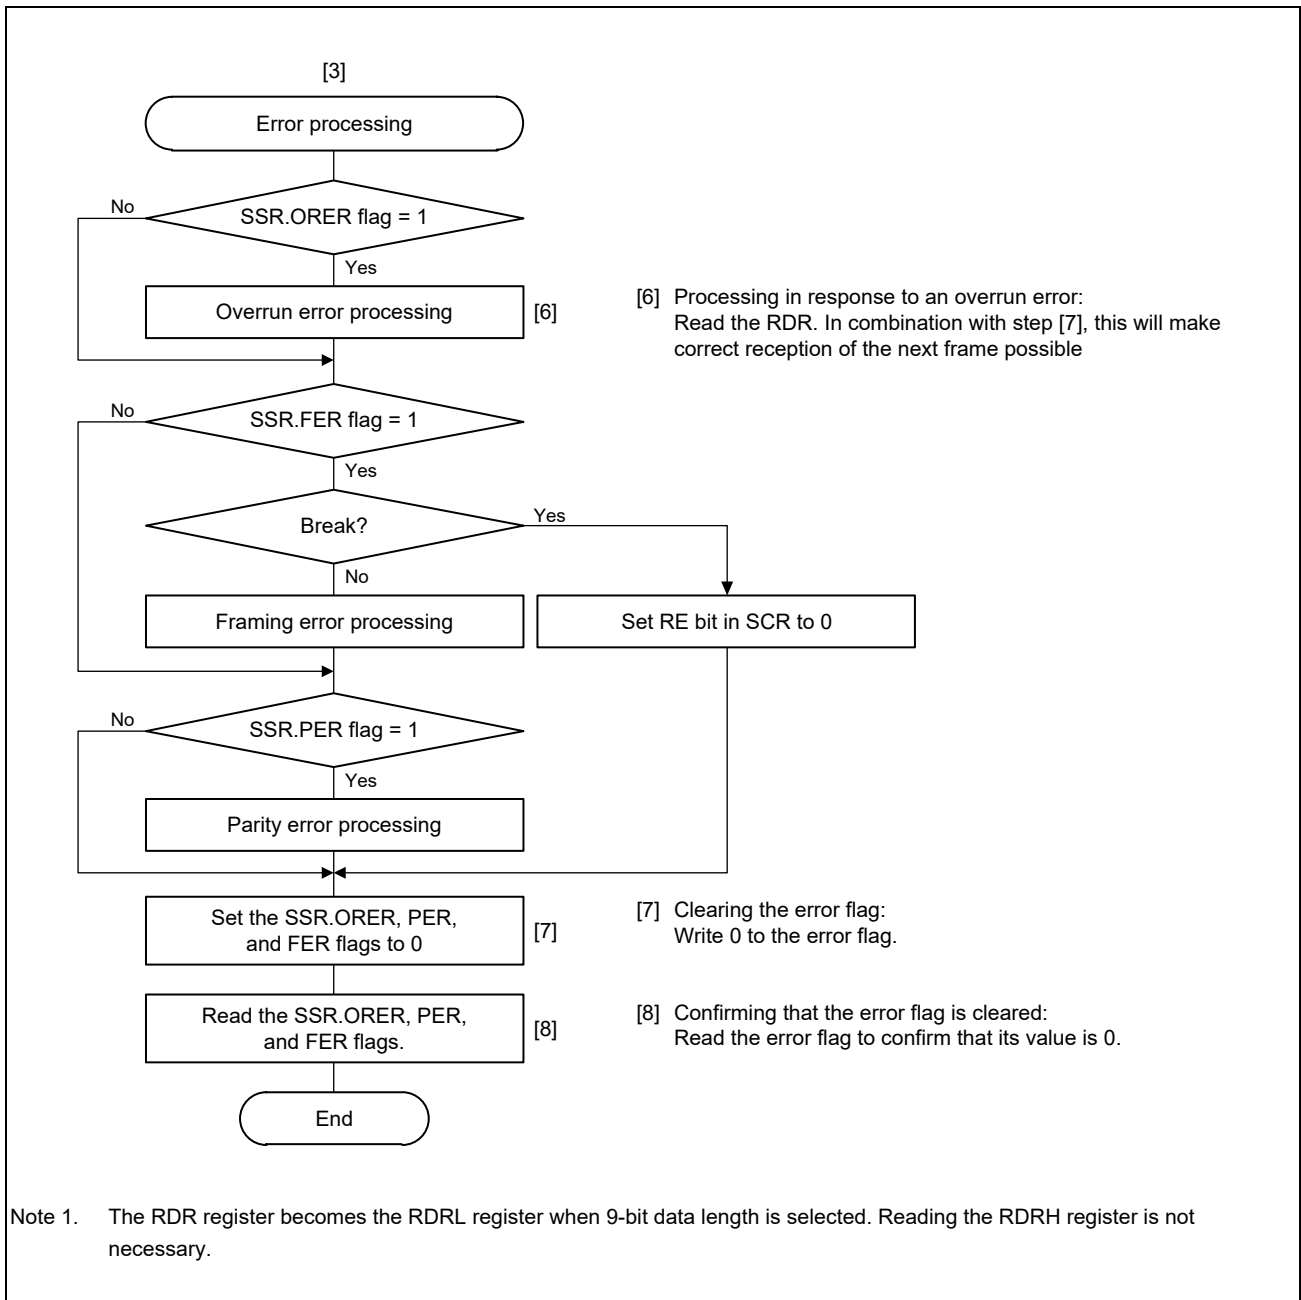 [3]
Error processing
No
SSR.ORER flag = 1
Yes
Overrun error processing
[6]
[6] Processing in response to an overrun error:
Read the RDR. In combination with step [7], this will make
correct reception of the next frame possible
No
SSR.FER flag = 1
Yes
Break?
Yes
No
Framing error processing
Set RE bit in SCR to 0
No
SSR.PER flag = 1
Yes
Parity error processing
Set the SSR.ORER, PER,
and FER flags to 0
[7]
[7] Clearing the error flag:
Write 0 to the error flag.
Read the SSR.ORER, PER,
and FER flags.
[8]
[8] Confirming that the error flag is cleared:
Read the error flag to confirm that its value is 0.
End
Note 1. The RDR register becomes the RDRL register when 9-bit data length is selected. Reading the RDRH register is not
necessary.